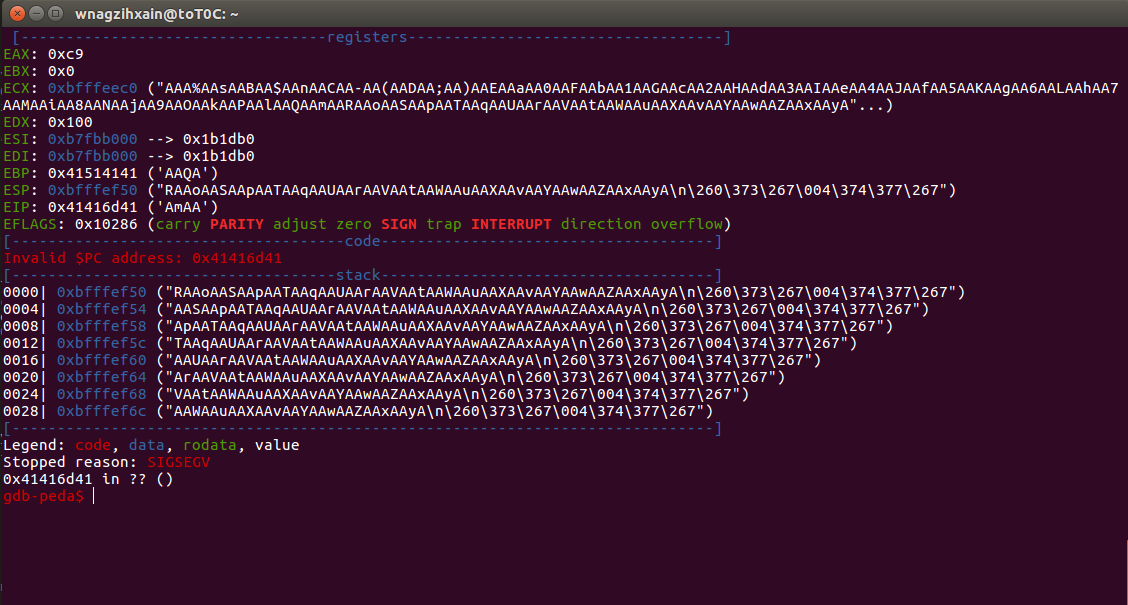 wnagzihxain@toT0C: ~
[----------------------------------registers-----------------------------------]
EAX: 0xc9
EBX: 0x0
ECX: 0xbfffeec0 ("AAA%AAsAABAA$AAnAACAA-AA(AADAA;AA)AAEAAaAA0AAFAAbAA1AAGAAcAA2AAHAAdAA3AAIAAeAA4AAJAAfAA5AAKAAgAA6AALAAhAA7
AAMAAiAA8AANAAjAA9AAOAAkAAPAAlAAQAAmAARAAoAASAApAATAAqAAUAArAAVAAtAAWAAuAAXAAvAAYAAwAAZAAxAAyA"...)
EDX: 0x100
ESI: 0xb7fbb000 --> 0x1b1db0
EDI: 0xb7fbb000 --> 0x1b1db0
EBP: 0x41514141 ('AAQA')
ESP: 0xbfffef50 ("RAAoAASAApAATAAqAAUAArAAVAAtAAWAAuAAXAAvAAYAAwAAZAAxAAyA\n\260\373\267\004\374\377\267")
EIP: 0x41416d41 ('AmAA')
EFLAGS: 0x10286 (carry PARITY adjust zero SIGN trap INTERRUPT direction overflow)
[-------------------------------------code-------------------------------------]
Invalid $PC address: 0x41416d41
[------------------------------------stack-------------------------------------]
0000| 0xbfffef50 ("RAAoAASAApAATAAqAAUAArAAVAAtAAWAAuAAXAAvAAYAAwAAZAAxAAyA\n\260\373\267\004\374\377\267")
0004| 0xbfffef54 ("AASAApAATAAqAAUAArAAVAAtAAWAAuAAXAAvAAYAAwAAZAAxAAyA\n\260\373\267\004\374\377\267")
0008| 0xbfffef58 ("ApAATAAqAAUAArAAVAAtAAWAAuAAXAAvAAYAAwAAZAAxAAyA\n\260\373\267\004\374\377\267")
0012| 0xbfffef5c ("TAAqAAUAArAAVAAtAAWAAuAAXAAvAAYAAwAAZAAxAAyA\n\260\373\267\004\374\377\267")
0016| 0xbfffef60 ("AAUAArAAVAAtAAWAAuAAXAAvAAYAAwAAZAAxAAyA\n\260\373\267\004\374\377\267")
0020| 0xbfffef64 ("ArAAVAAtAAWAAuAAXAAvAAYAAwAAZAAxAAyA\n\260\373\267\004\374\377\267")
0024| 0xbfffef68 ("VAAtAAWAAuAAXAAvAAYAAwAAZAAxAAyA\n\260\373\267\004\374\377\267")
0028| 0xbfffef6c ("AAWAAuAAXAAvAAYAAwAAZAAxAAyA\n\260\373\267\004\374\377\267")
[------------------------------------------------------------------------------]
Legend: code, data, rodata, value
Stopped reason: SIGSEGV
0x41416d41 in ?? ()
gdb-peda$